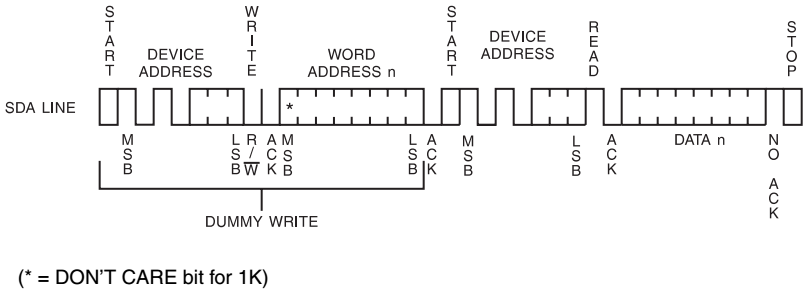 START
DEVICE
ADDRESS
WRITE
WORD
ADDRESS n
START
DEVICE
ADDRESS
READ
STOP
SDA LINE
*
MSB
LSB
R/W
ACK
MSB
LSB
ACK
MSB
LSB
ACK
DATA n
NO ACK
DUMMY WRITE
(* = DON'T CARE bit for 1K)